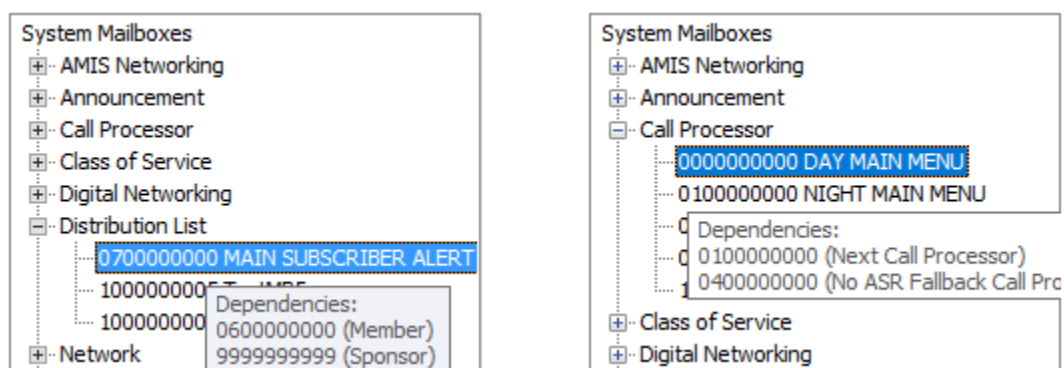 System Mailboxes
AMIS Networking
Announcement
Call Processor
Class of Service
Digital Networking
Distribution List
0700000000 MAIN SUBSCRIBER ALERT
1000000005
100000000
Dependencies:
0600000000 (Member)
9999999999 (Sponsor)
Network
System Mailboxes
AMIS Networking
Announcement
Call Processor
0000000000 DAY MAIN MENU
0100000000 NIGHT MAIN MENU
Dependencies:
0100000000 (Next Call Processor)
0400000000 (No ASR Fallback Call Pro
Class of Service
Digital Networking